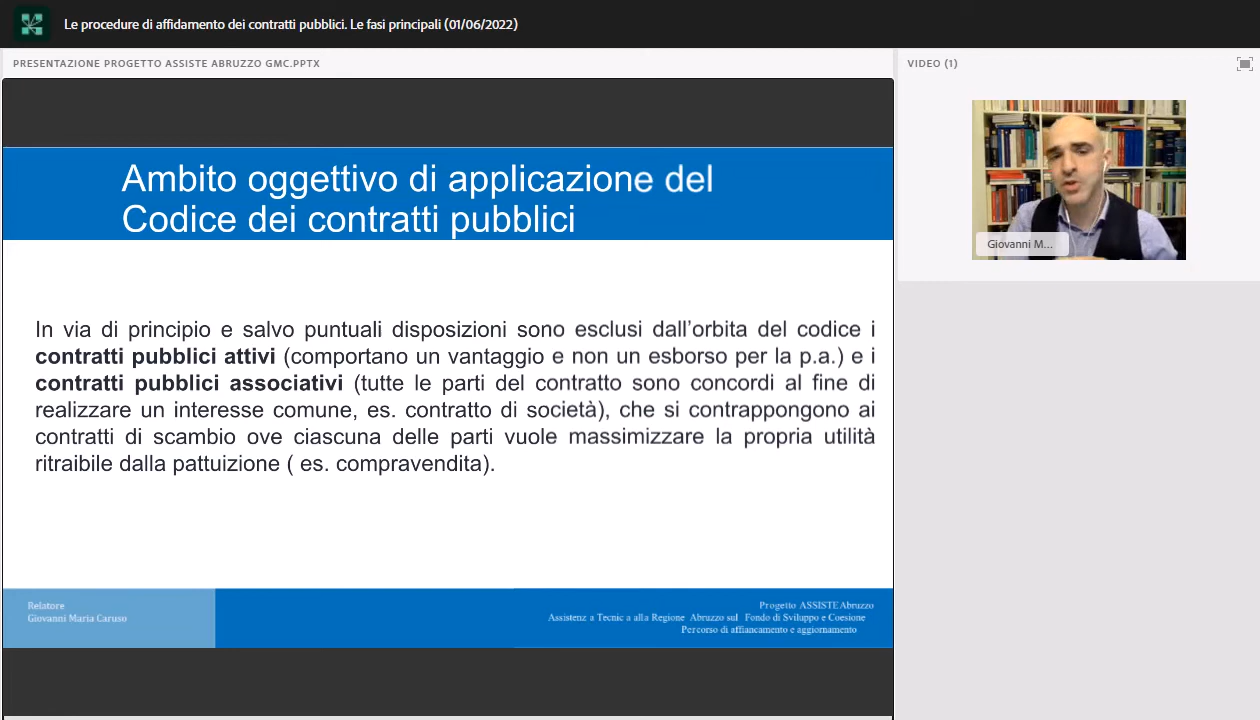 Le procedure di affidamento dei contratti pubblici. Le fasi principali (01/06/2022)
PRESENTAZIONE PROGETTO ASSISTE ABRUZZO GMC.PPTX
VIDEO (1)
Giovanni M...
Ambito oggettivo di applicazione del
Codice dei contratti pubblici
In via di principio e salvo puntuali disposizioni sono esclusi dall'orbita del codice i
contratti pubblici attivi (comportano un vantaggio e non un esborso per la p.a.) e i
contratti pubblici associativi (tutte le parti del contratto sono concordi al fine di
realizzare un interesse comune, es. contratto di società), che si contrappongono ai
contratti di scambio ove ciascuna delle parti vuole massimizzare la propria utilità
ritraibile dalla pattuizione ( es. compravendita).
Relatore
Giovanni Maria Caruso
Progetto ASSISTE Abruzzo
Assistenz a Tecnic a alla Regione Abruzzo sul Fondo di Sviluppo e Coesione
Percorso di affiancamento e aggiornamento